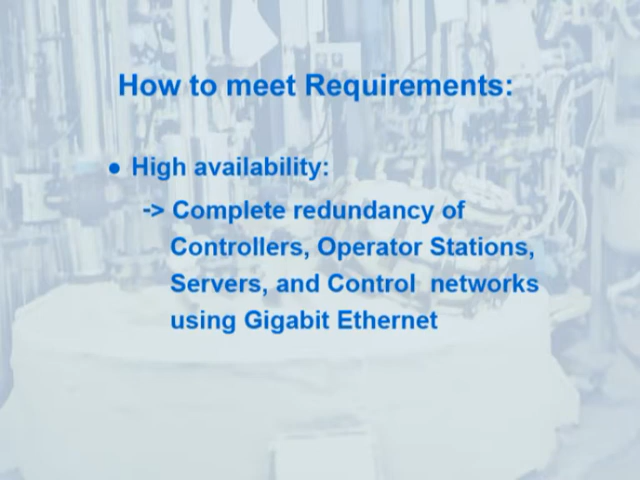 How to meet Requirements:
● High availability:
-> Complete redundancy of
Controllers, Operator Stations,
Servers, and Control networks
using Gigabit Ethernet